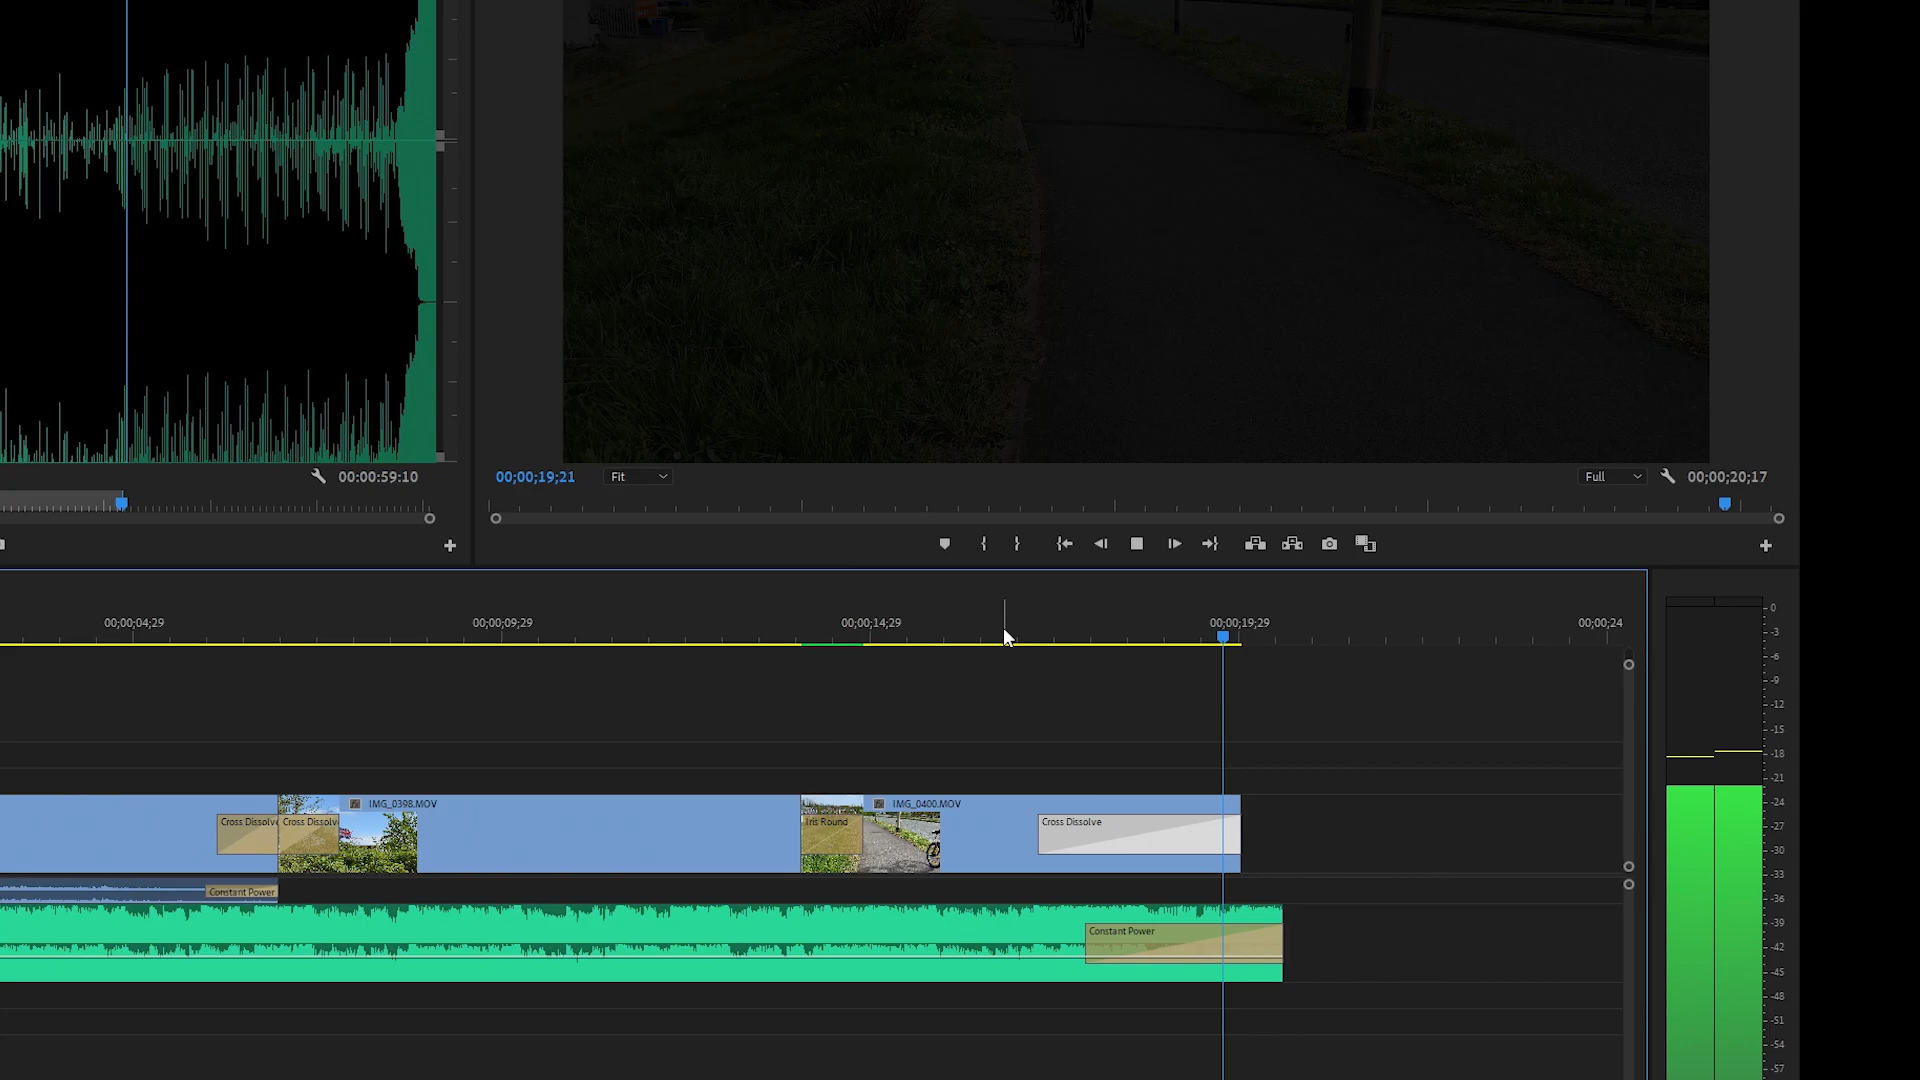 00:00:59:10
00;00;19;21
Fit
Full
00;00;20;17
00;00;04;29
00;00;09;29
00;00;14;29
00;00;19;29
00;00;24
0
-3
-6
-9
-12
-15
-18
-21
-24
-27
-30
-33
-36
-39
-42
-45
-48
-51
-54
-57
fx IMG_0398.MOV
fx IMG_0400.MOV
Cross Dissolv
Cross Dissolv
Iris Round
Cross Dissolve
Constant Power
Constant Power